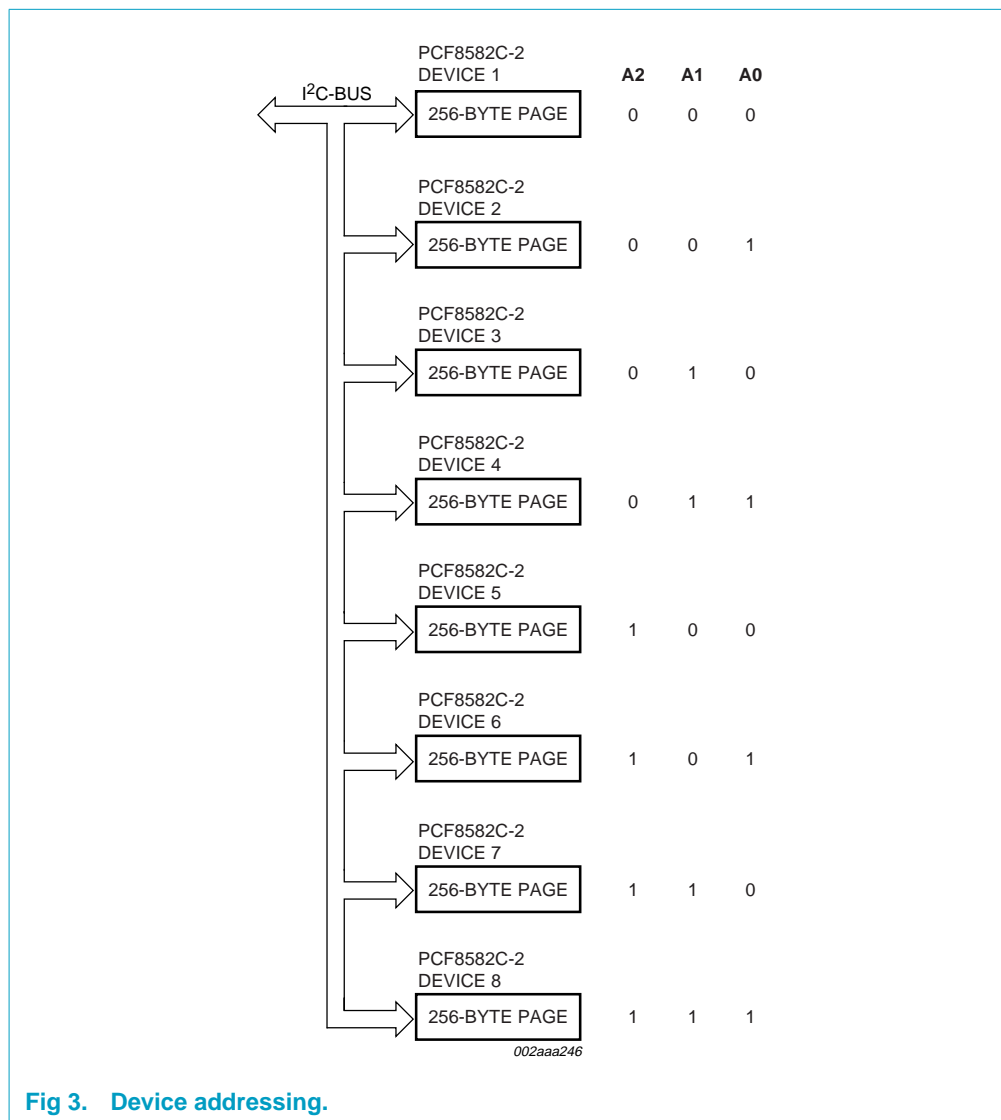 PCF8582C-2
DEVICE 1 A2 A1 A0
I2C-BUS
256-BYTE PAGE 0 0 0
PCF8582C-2
DEVICE 2
256-BYTE PAGE 0 0 1
PCF8582C-2
DEVICE 3
256-BYTE PAGE 0 1 0
PCF8582C-2
DEVICE 4
256-BYTE PAGE 0 1 1
PCF8582C-2
DEVICE 5
256-BYTE PAGE 1 0 0
PCF8582C-2
DEVICE 6
256-BYTE PAGE 1 0 1
PCF8582C-2
DEVICE 7
256-BYTE PAGE 1 1 0
PCF8582C-2
DEVICE 8
256-BYTE PAGE 1 1 1
002aaa246
Fig 3. Device addressing.